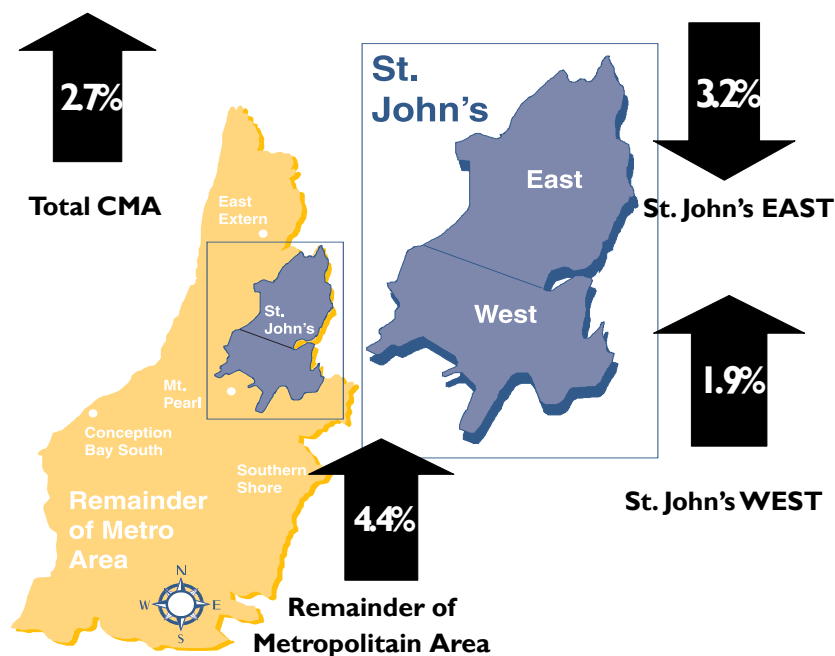 2.7%
Total CMA
St.
John's
East
West
3.2%
St. John's EAST
1.9%
St. John's WEST
East
Extern
St.
John's
Mt.
Pearl
Conception
Bay South
Southern
Shore
Remainder
of Metro
Area
N
W
E
S
4.4%
Remainder of
Metropolitain Area